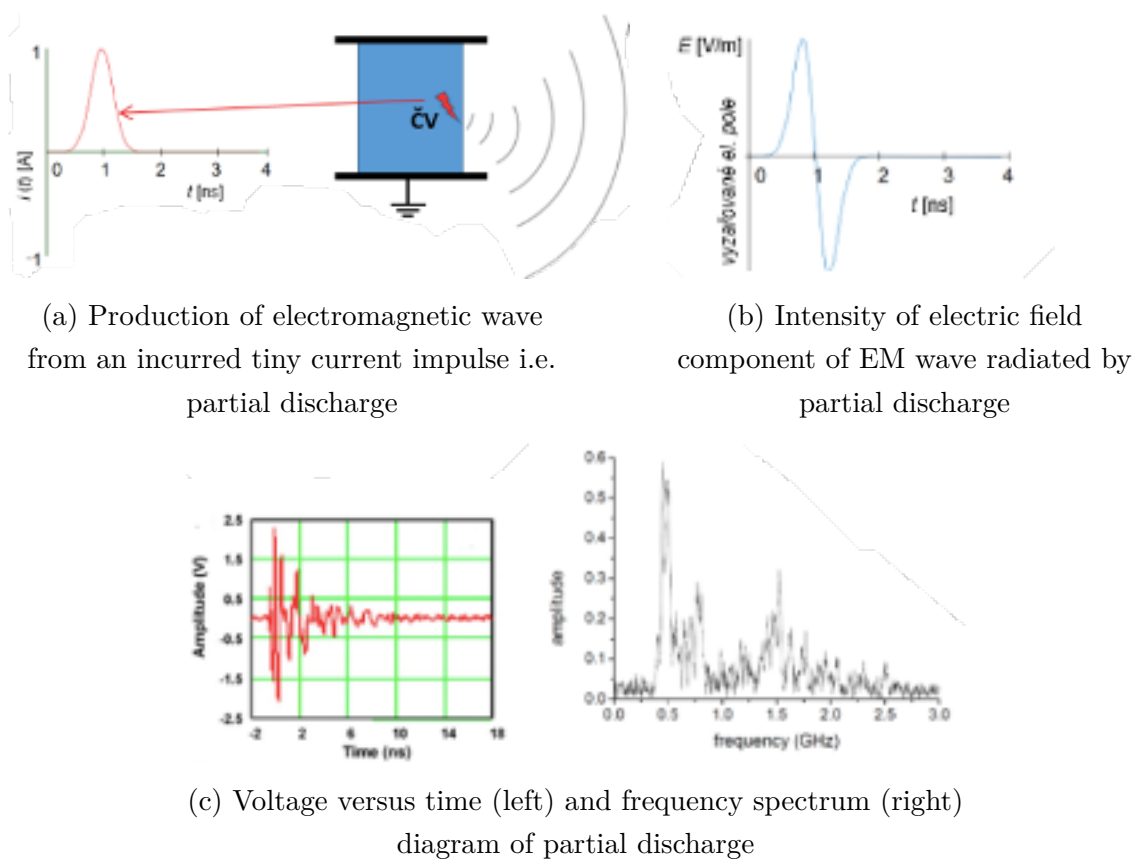 1
i (t) [A]
-1
0
1
2
3
4
t [ns]
ČV
E [V/m]
vyzařované el. pole
0
1
2
3
4
t [ns]
(a) Production of electromagnetic wave
from an incurred tiny current impulse i.e.
partial discharge
(b) Intensity of electric field
component of EM wave radiated by
partial discharge
2.5
1.5
0.5
-0.5
-1.5
-2.5
Amplitude (V)
-2
2
6
10
14
18
Time (ns)
0.6
0.5
0.4
0.3
0.2
0.1
0.0
amplitude
0.0
0.5
1.0
1.5
2.0
2.5
3.0
frequency (GHz)
(c) Voltage versus time (left) and frequency spectrum (right)
diagram of partial discharge